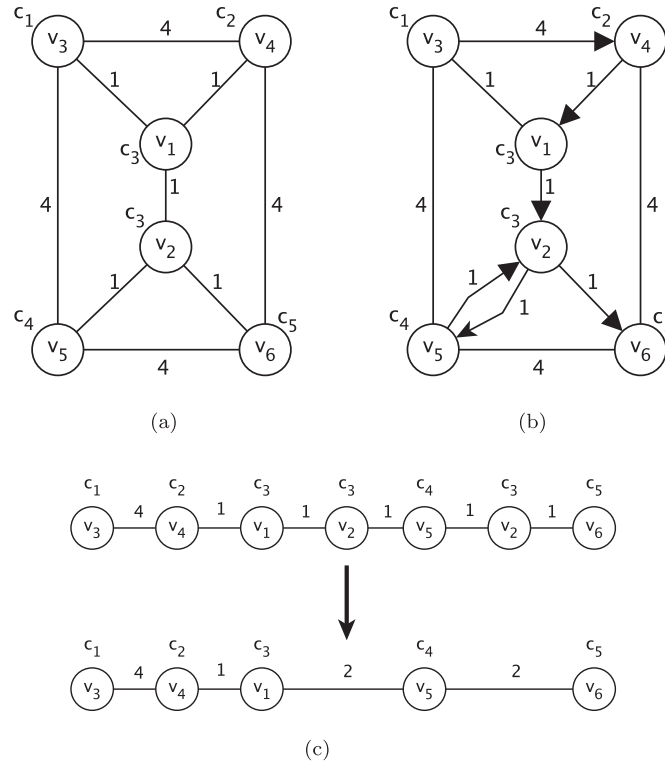 c₁ 4 c₂
v₃ v₄
1 1
c₃ v₁
4 1 4
c₃
v₂
1 1
c₄ c₅
v₅ 4 v₆
(a)
c₁ 4 c₂
v₃ v₄
1 1
c₃ v₁
4 1 4
c₃
v₂
1 1
1
c₄ c
v₅ 4 v₆
(b)
c₁ c₂ c₃ c₃ c₄ c₃ c₅
v₃ 4 v₄ 1 v₁ 1 v₂ 1 v₅ 1 v₂ 1 v₆
c₁ c₂ c₃ c₄ c₅
v₃ 4 v₄ 1 v₁ 2 v₅ 2 v₆
(c)